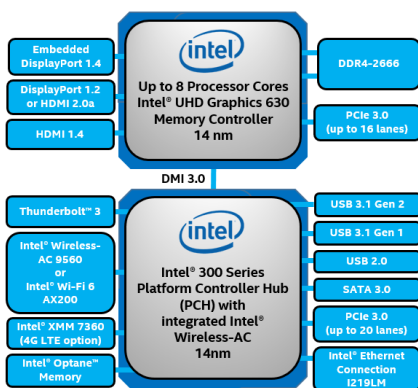 Embedded
DisplayPort 1.4
DisplayPort 1.2
or HDMI 2.0a
HDMI 1.4
intel
Up to 8 Processor Cores
Intel® UHD Graphics 630
Memory Controller
14 nm
DDR4-2666
PCIe 3.0
(up to 16 lanes)
DMI 3.0
Thunderbolt™ 3
Intel® Wireless-
AC 9560
or
Intel® Wi-Fi 6
AX200
Intel® XMM 7360
(4G LTE option)
Intel® Optane™
Memory
intel
Intel® 300 Series
Platform Controller Hub
(PCH) with
integrated Intel®
Wireless-AC
14nm
USB 3.1 Gen 2
USB 3.1 Gen 1
USB 2.0
SATA 3.0
PCIe 3.0
(up to 20 lanes)
Intel® Ethernet
Connection
I219LM